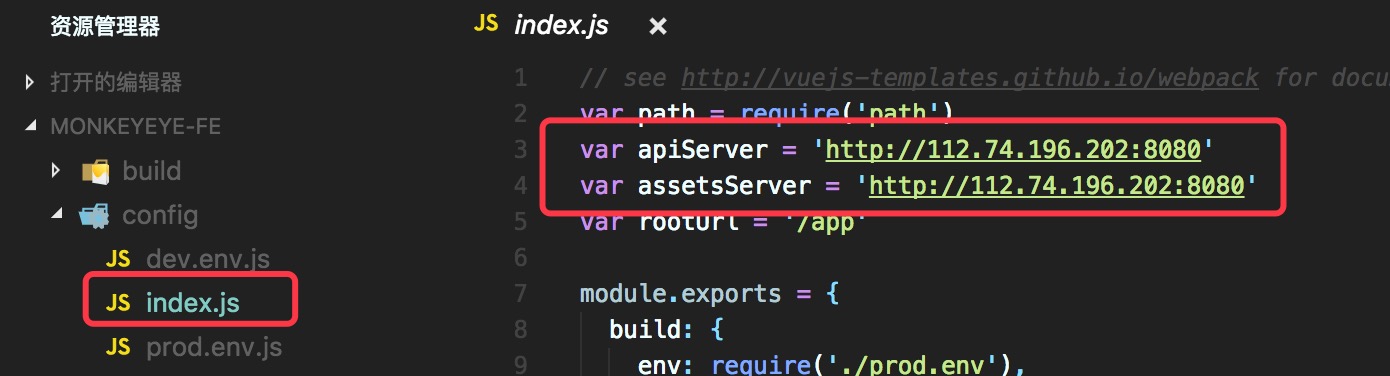 资源管理器
打开的编辑器
MONKEYEYE-FE
build
config
JS dev.env.js
JS index.js
JS prod.env.js
JS index.js ×
1 // see http://vuejs-templates.github.io/webpack for docu
2 var path = require('path')
3 var apiServer = 'http://112.74.196.202:8080'
4 var assetsServer = 'http://112.74.196.202:8080'
5 var rootUrl = '/app'
6
7 module.exports = {
8 build: {
9 env: require('./prod.env'),